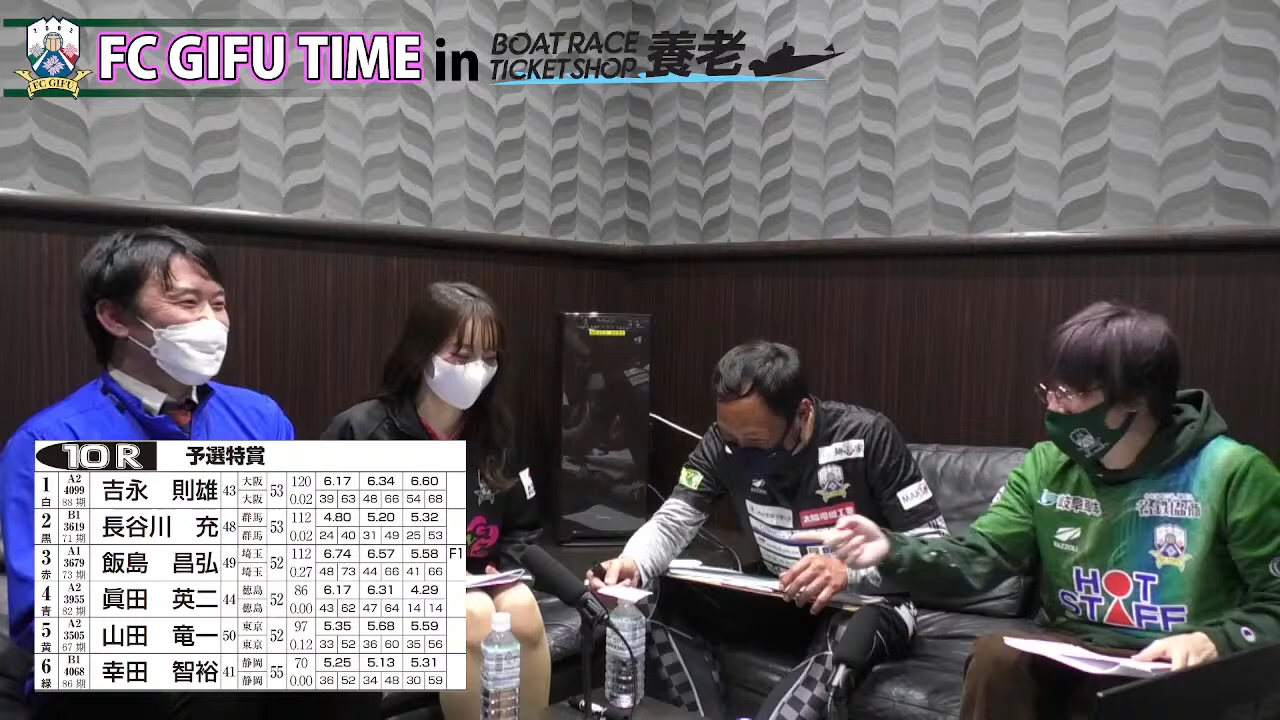 FC GIFU
FC GIFU TIME in BOAT RACE TICKET SHOP 養老
10R 予選特賞
1 白 A2 4099 88期 吉永 則雄 43 大阪 大阪 53 120 0.02 6.17 6.34 6.60 39 63 48 66 54 68
2 黒 B1 3619 71期 長谷川 充 48 群馬 群馬 53 112 0.02 4.80 5.20 5.32 24 40 31 49 25 53
3 赤 A1 3679 73期 飯島 昌弘 49 埼玉 埼玉 52 112 0.27 6.74 6.57 5.58 48 73 44 66 41 66 F1
4 青 A2 3955 82期 眞田 英二 44 徳島 徳島 52 86 0.00 6.17 6.31 4.29 43 62 47 64 14 14
5 黄 A2 3505 67期 山田 竜一 50 東京 東京 52 97 0.12 5.35 5.68 5.59 33 52 36 60 35 56
6 緑 B1 4068 86期 幸田 智裕 41 静岡 静岡 55 70 0.00 5.25 5.13 5.31 36 52 34 48 30 59
HOT
STAFF